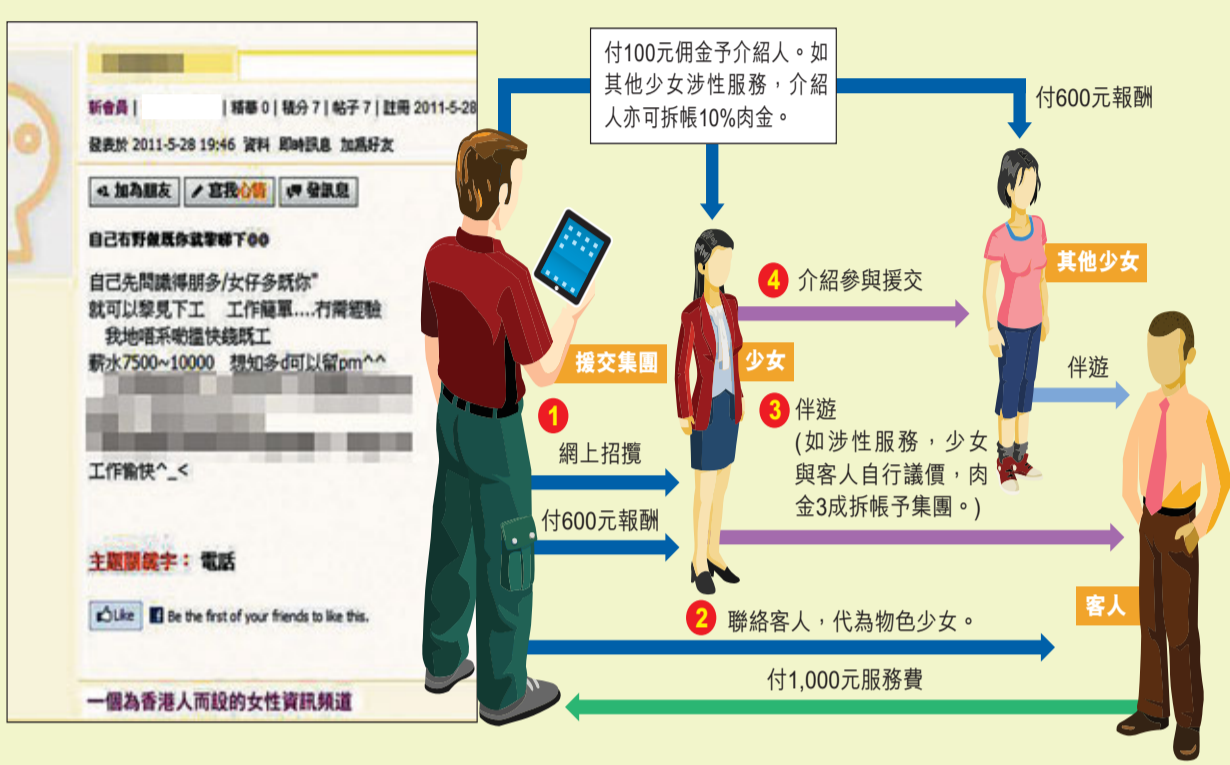 新會員 |
| 精華 0 | 積分 7 | 帖子 7 | 註冊 2011-5-28
發表於 2011-5-28 19:46 資料 即時訊息 加為好友
+1 加為朋友
寫我心情
發訊息
自己有野做既你就黎睇下
自己先問識得朋多/女仔多既你"
就可以黎見下工 工作簡單....冇需經驗
我地唔系嘞搵快錢既工
薪水7500~10000 想知多d可以留pm^^
工作愉快^_<
主題關鍵字： 電話
Like
Be the first of your friends to like this.
一個為香港人而設的女性資訊頻道
付100元佣金予介紹人。如
其他少女涉性服務，介紹
人亦可拆帳10%肉金。
付600元報酬
援交集團
少女
其他少女
客人
1
網上招攬
付600元報酬
2 聯絡客人，代為物色少女。
3 伴遊
(如涉性服務，少女
與客人自行議價，肉
金3成拆帳予集團。)
4 介紹參與援交
伴遊
付1,000元服務費